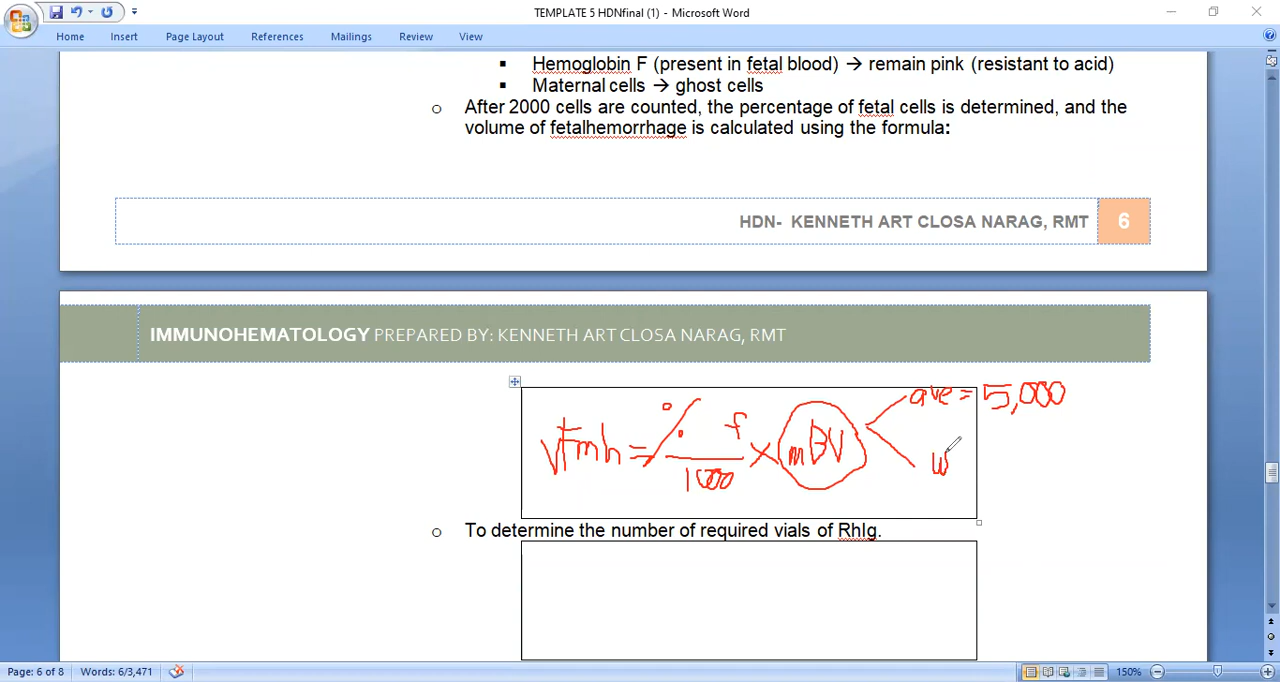 TEMPLATE 5 HDNfinal (1) - Microsoft Word
Home Insert Page Layout References Mailings Review View
▪ Hemoglobin F (present in fetal blood) → remain pink (resistant to acid)
▪ Maternal cells → ghost cells
o After 2000 cells are counted, the percentage of fetal cells is determined, and the
volume of fetalhemorrhage is calculated using the formula:
HDN- KENNETH ART CLOSA NARAG, RMT 6
IMMUNOHEMATOLOGY PREPARED BY: KENNETH ART CLOSA NARAG, RMT
ave = 5,000
= % f × mBV
w
o To determine the number of required vials of RhIg.
Page: 6 of 8 Words: 6/3,471 150%